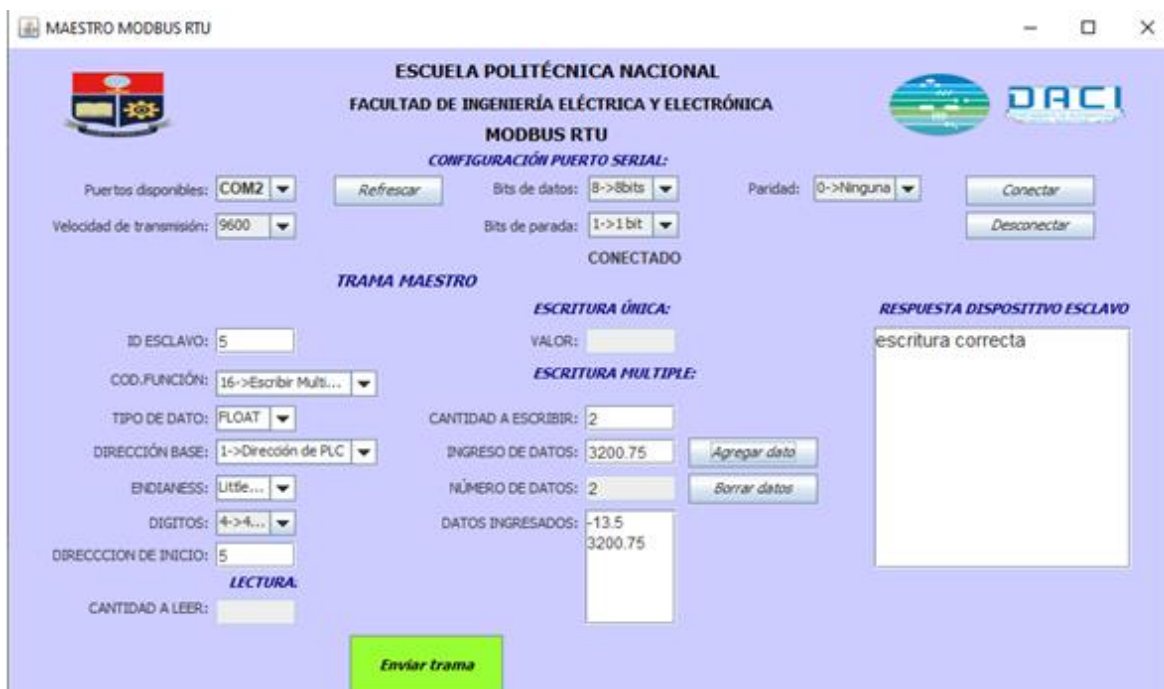 MAESTRO MODBUS RTU
ESCUELA POLITÉCNICA NACIONAL
FACULTAD DE INGENIERÍA ELÉCTRICA Y ELECTRÓNICA
DACI
MODBUS RTU
CONFIGURACIÓN PUERTO SERIAL:
Puertos disponibles: COM2 Refrescar Bits de datos: 8->8bits Paridad: 0->Ninguna Conectar
Velocidad de transmisión: 9600 Bits de parada: 1->1 bit Desconectar
CONECTADO
TRAMA MAESTRO
ESCRITURA ÚNICA: RESPUESTA DISPOSITIVO ESCLAVO
ID ESCLAVO: 5 VALOR: escritura correcta
COD.FUNCIÓN: 16->Escribir Multi... ESCRITURA MULTIPLE:
TIPO DE DATO: FLOAT CANTIDAD A ESCRIBIR: 2
DIRECCIÓN BASE: 1->Dirección de PLC INGRESO DE DATOS: 3200.75 Agregar dato
ENDIANESS: Little... NÚMERO DE DATOS: 2 Borrar datos
DIGITOS: 4->4... DATOS INGRESADOS: -13.5
3200.75
DIRECCCION DE INICIO: 5
LECTURA:
CANTIDAD A LEER:
Enviar trama